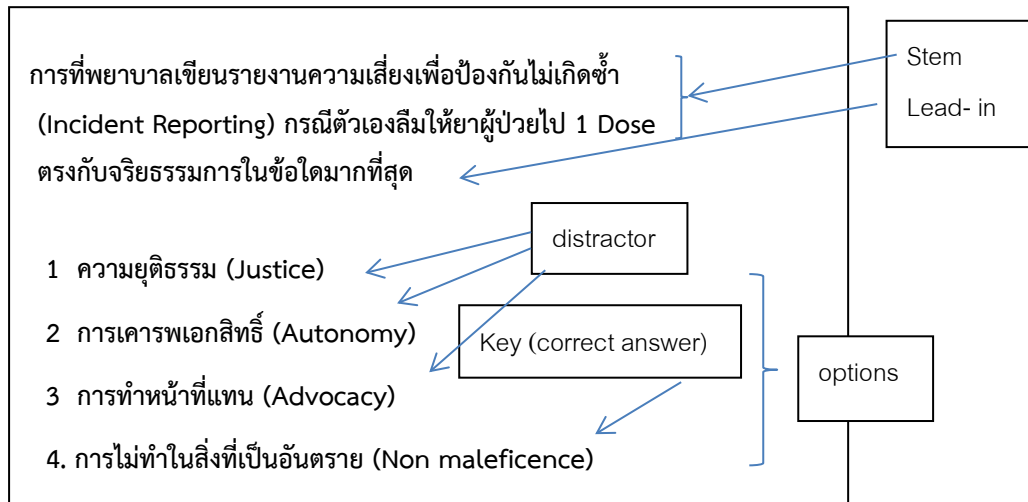 การที่พยาบาลเขียนรายงานความเสี่ยงเพื่อป้องกันไม่เกิดซ้ำ
(Incident Reporting) กรณีตัวเองลืมให้ยาผู้ป่วยไป 1 Dose
ตรงกับจริยธรรมการในข้อใดมากที่สุด
Stem
Lead- in
distractor
1 ความยุติธรรม (Justice)
2 การเคารพเอกสิทธิ์ (Autonomy)
Key (correct answer)
options
3 การทำหน้าที่แทน (Advocacy)
4. การไม่ทำในสิ่งที่เป็นอันตราย (Non maleficence)